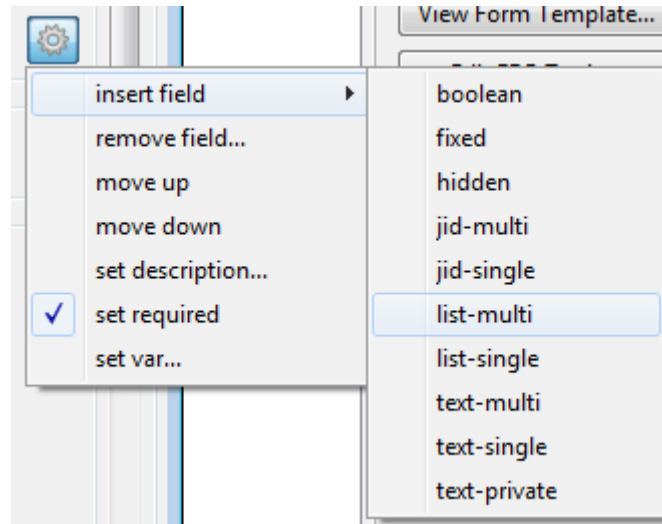 View Form Template...
insert field
remove field...
move up
move down
set description...
set required
set var...
boolean
fixed
hidden
jid-multi
jid-single
list-multi
list-single
text-multi
text-single
text-private